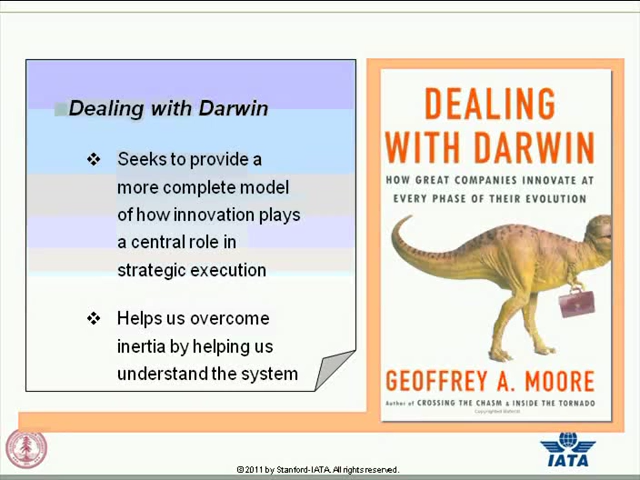 Dealing with Darwin
Seeks to provide a
more complete model
of how innovation plays
a central role in
strategic execution
Helps us overcome
inertia by helping us
understand the system
DEALING
WITH DARWIN
HOW GREAT COMPANIES INNOVATE AT
EVERY PHASE OF THEIR EVOLUTION
GEOFFREY A. MOORE
Author of CROSSING THE CHASM & INSIDE THE TORNADO
Copyrighted Material
IATA
© 2011 by Stanford-IATA. All rights reserved.